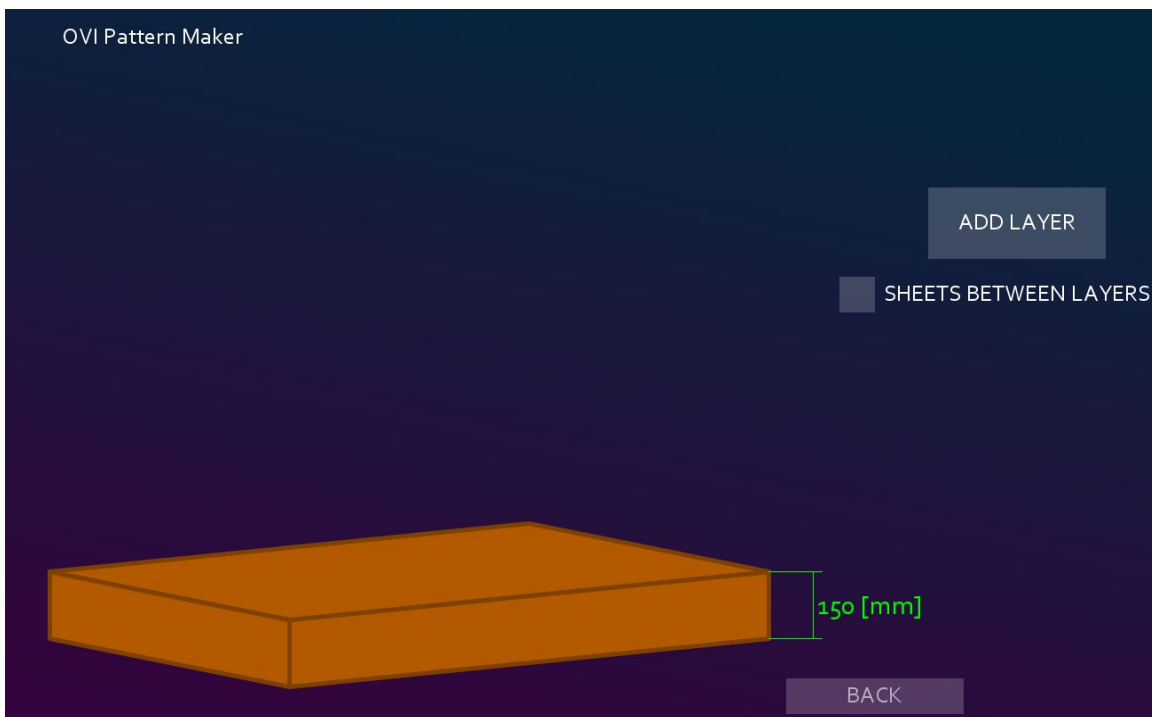 OVI Pattern Maker
ADD LAYER
SHEETS BETWEEN LAYERS
150 [mm]
BACK